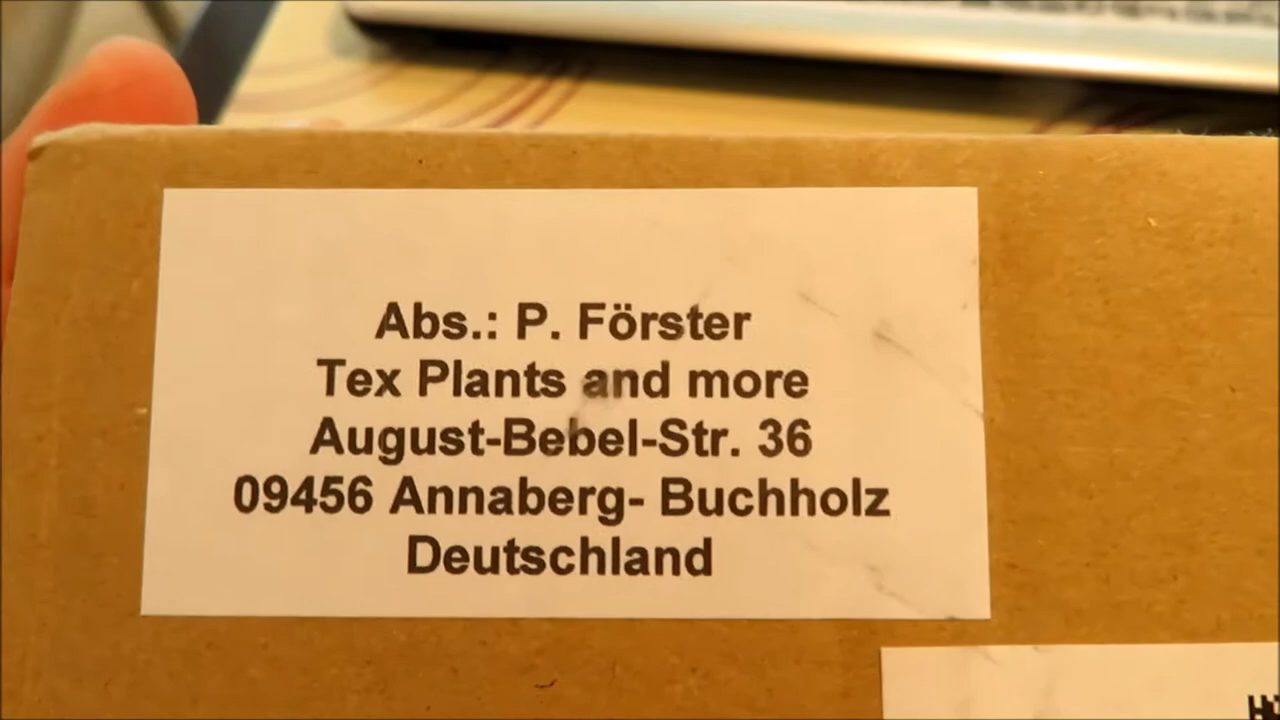 Abs.: P. Förster
Tex Plants and more
August-Bebel-Str. 36
09456 Annaberg- Buchholz
Deutschland